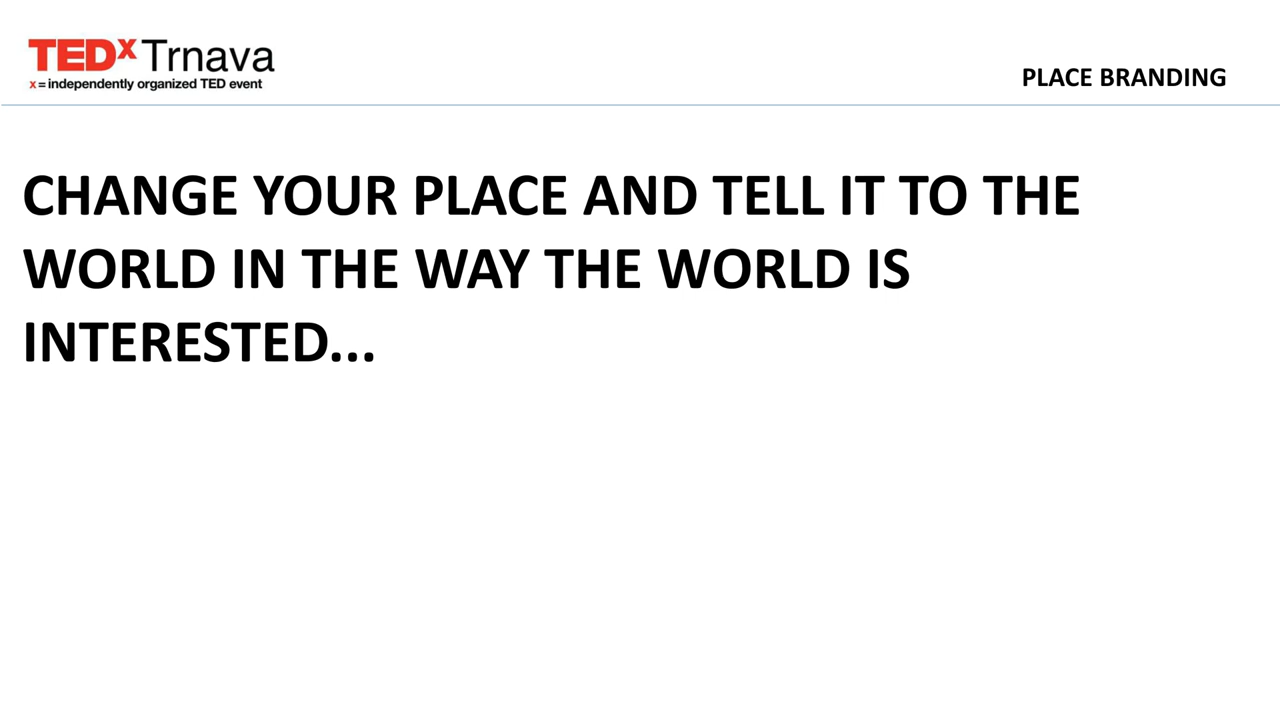 TEDx Trnava
x = independently organized TED event
PLACE BRANDING
CHANGE YOUR PLACE AND TELL IT TO THE
WORLD IN THE WAY THE WORLD IS
INTERESTED...